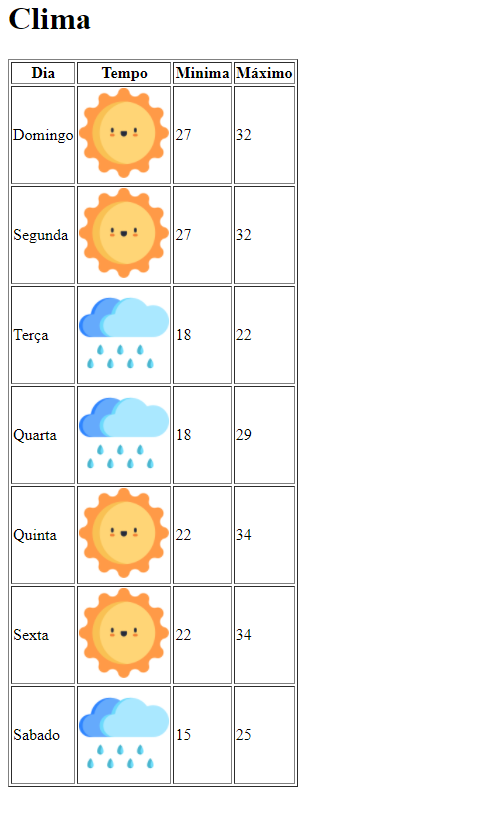 Clima
Dia Tempo Minima Máximo
Domingo 27 32
Segunda 27 32
Terça 18 22
Quarta 18 29
Quinta 22 34
Sexta 22 34
Sabado 15 25